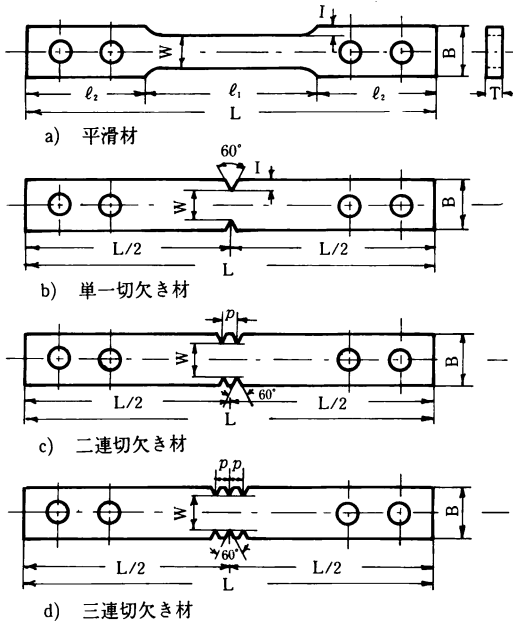 I
W
B
T
ℓ₂ ℓ₁ ℓ₂
L
a) 平滑材
60°
I
W
B
L/2 L/2
L
b) 単一切欠き材
p
W
B
60°
L/2 L/2
L
c) 二連切欠き材
p p
W
B
60°
L/2 L/2
L
d) 三連切欠き材